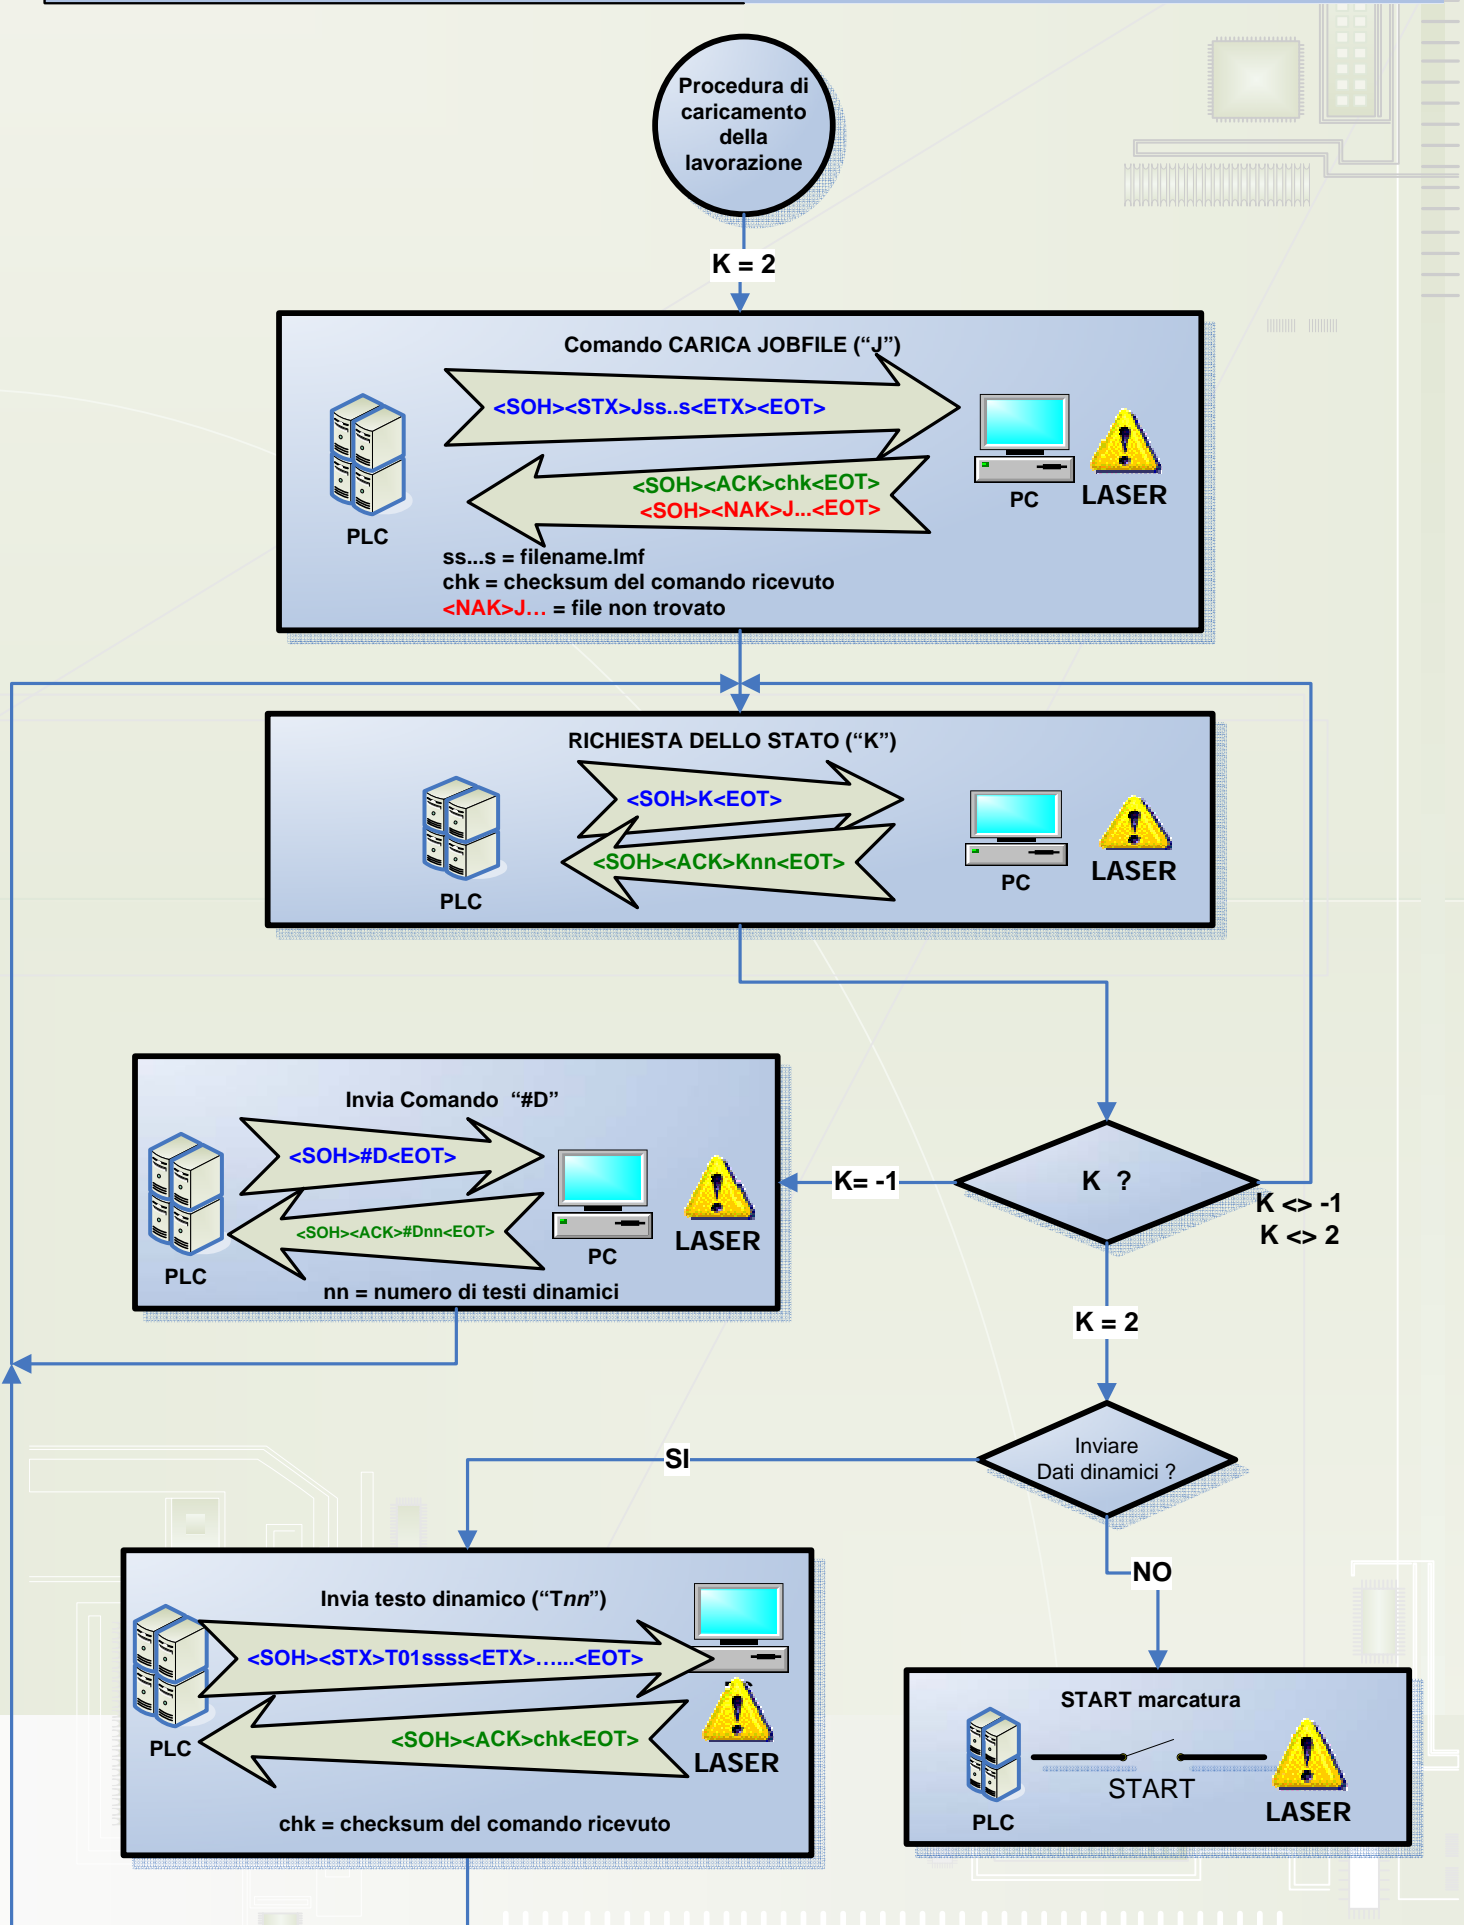 Procedura di
caricamento
della
lavorazione
K = 2
Comando CARICA JOBFILE (“J”)
<SOH><STX>Jss..s<ETX><EOT>
<SOH><ACK>chk<EOT>
<SOH><NAK>J...<EOT>
PLC
PC
LASER
ss...s = filename.lmf
chk = checksum del comando ricevuto
<NAK>J… = file non trovato
RICHIESTA DELLO STATO (“K”)
<SOH>K<EOT>
<SOH><ACK>Knn<EOT>
PLC
PC
LASER
Invia Comando “#D”
<SOH>#D<EOT>
<SOH><ACK>#Dnn<EOT>
PLC
PC
LASER
nn = numero di testi dinamici
K= -1
K ?
K <> -1
K <> 2
K = 2
Inviare
Dati dinamici ?
SI
NO
Invia testo dinamico (“Tnn”)
<SOH><STX>T01ssss<ETX>…...<EOT>
<SOH><ACK>chk<EOT>
PLC
LASER
chk = checksum del comando ricevuto
START marcatura
START
PLC
LASER